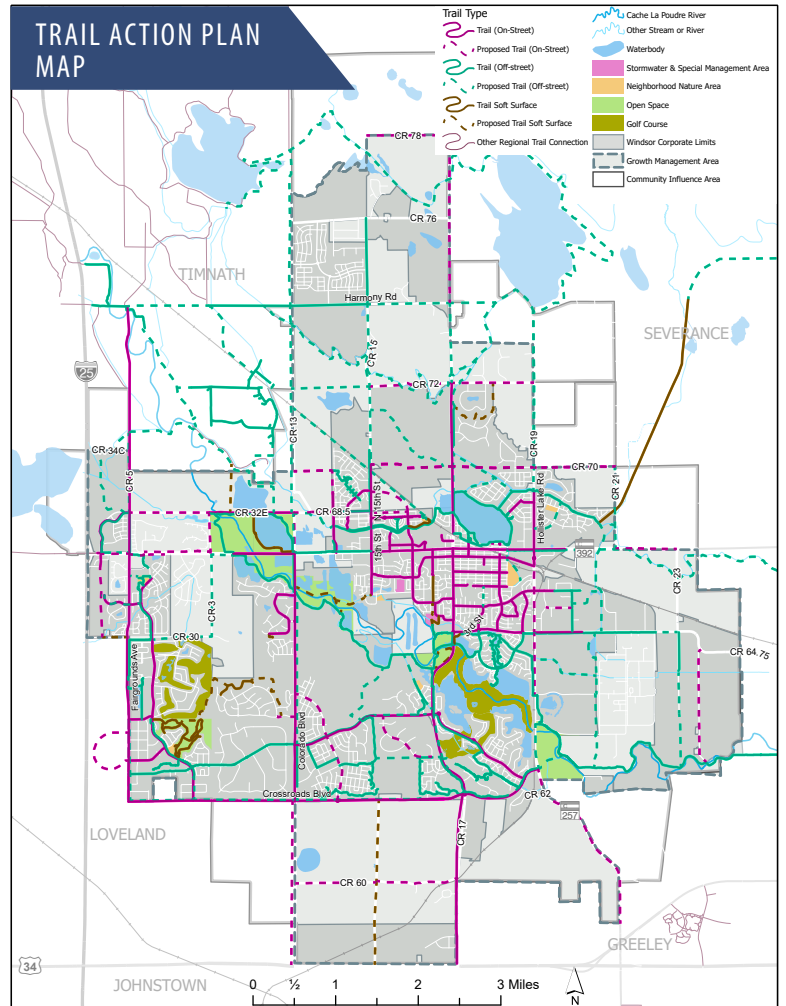 TRAIL ACTION PLAN
MAP
Trail Type
Trail (On-Street)
Proposed Trail (On-Street)
Trail (Off-street)
Proposed Trail (Off-street)
Trail Soft Surface
Proposed Trail Soft Surface
Other Regional Trail Connection
Cache La Poudre River
Other Stream or River
Waterbody
Stormwater & Special Management Area
Neighborhood Nature Area
Open Space
Golf Course
Windsor Corporate Limits
Growth Management Area
Community Influence Area
CR 78
CR 76
TIMNATH
Harmony Rd
SEVERANCE
CR 15
25
CR 72
CR 13
CR 19
CR 34C
CR 5
CR 70
CR 21
Hollister Lake Rd
N 15th St
CR 32E
CR 68.5
15th St
392
CR 3
CR 23
3rd St
CR 30
CR 64.75
Fairgrounds Ave
Colorado Blvd
Crossroads Blvd
CR 62
257
LOVELAND
CR 17
CR 60
GREELEY
34
JOHNSTOWN
0 ½ 1 2 3 Miles
N